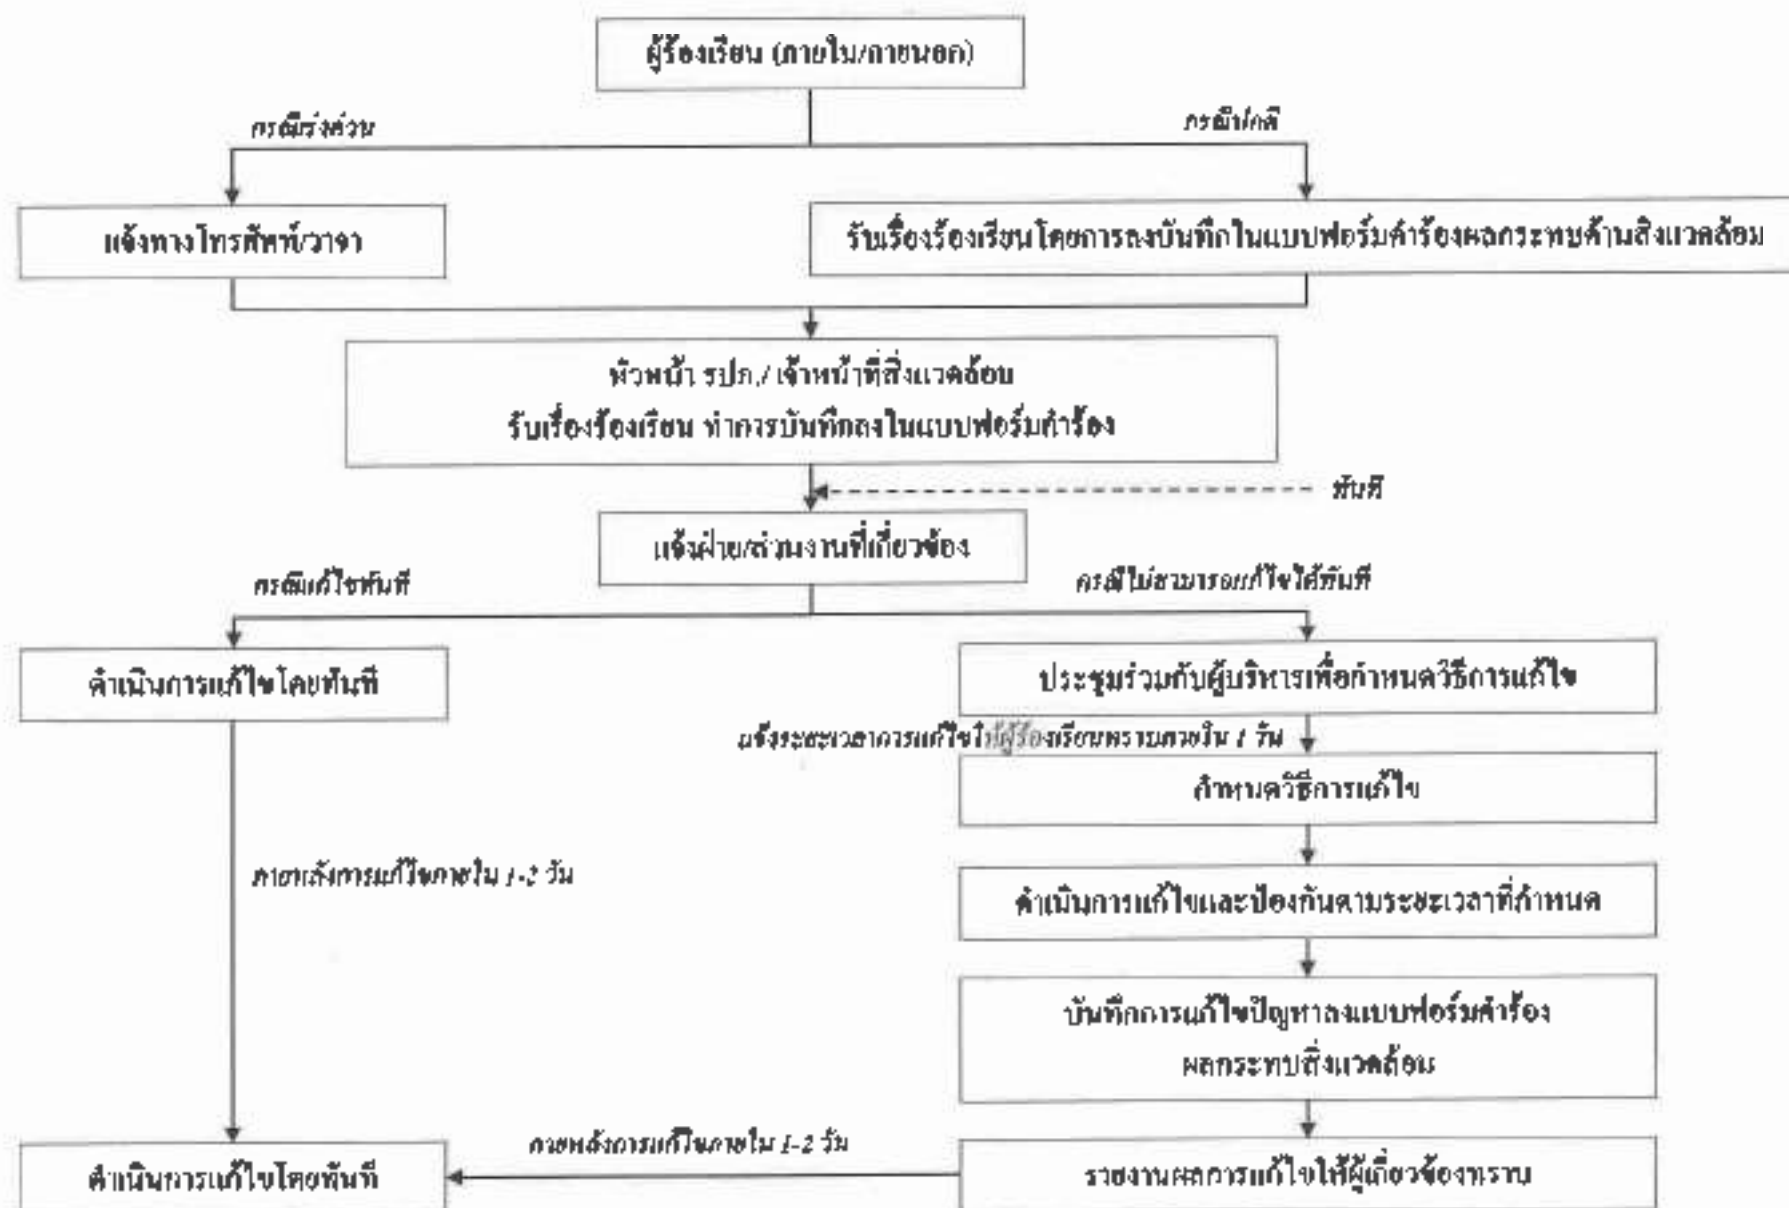 ผู้ร้องเรียน (ภายใน/ภายนอก)
กรณีเร่งด่วน
กรณีปกติ
แจ้งทางโทรศัพท์/วาจา
รับเรื่องร้องเรียนโดยการลงบันทึกในแบบฟอร์มคำร้องผลกระทบด้านสิ่งแวดล้อม
หัวหน้า รปภ./ เจ้าหน้าที่สิ่งแวดล้อม
รับเรื่องร้องเรียน ทำการบันทึกลงในแบบฟอร์มคำร้อง
ทันที
แจ้งฝ่าย/ส่วนงานที่เกี่ยวข้อง
กรณีแก้ไขทันที
กรณีไม่สามารถแก้ไขได้ทันที
ดำเนินการแก้ไขโดยทันที
ประชุมร่วมกับผู้บริหารเพื่อกำหนดวิธีการแก้ไข
แจ้งระยะเวลาการแก้ไขให้ผู้ร้องเรียนทราบภายใน 1 วัน
กำหนดวิธีการแก้ไข
ภายหลังการแก้ไขภายใน 1-2 วัน
ดำเนินการแก้ไขและป้องกันตามระยะเวลาที่กำหนด
บันทึกการแก้ไขปัญหาลงแบบฟอร์มคำร้อง
ผลกระทบสิ่งแวดล้อม
ภายหลังการแก้ไขภายใน 1-2 วัน
ดำเนินการแก้ไขโดยทันที
รายงานผลการแก้ไขให้ผู้เกี่ยวข้องทราบ